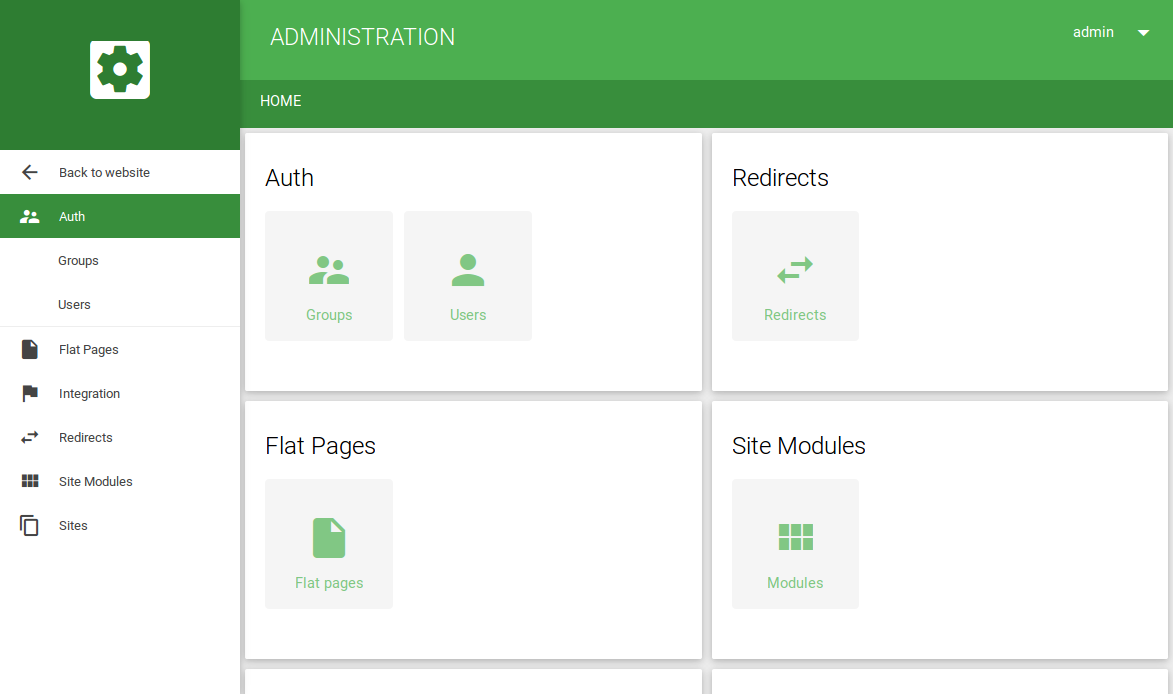 ADMINISTRATION
admin
HOME
Back to website
Auth
Groups
Users
Flat Pages
Integration
Redirects
Site Modules
Sites
Auth
Groups
Users
Redirects
Redirects
Flat Pages
Flat pages
Site Modules
Modules